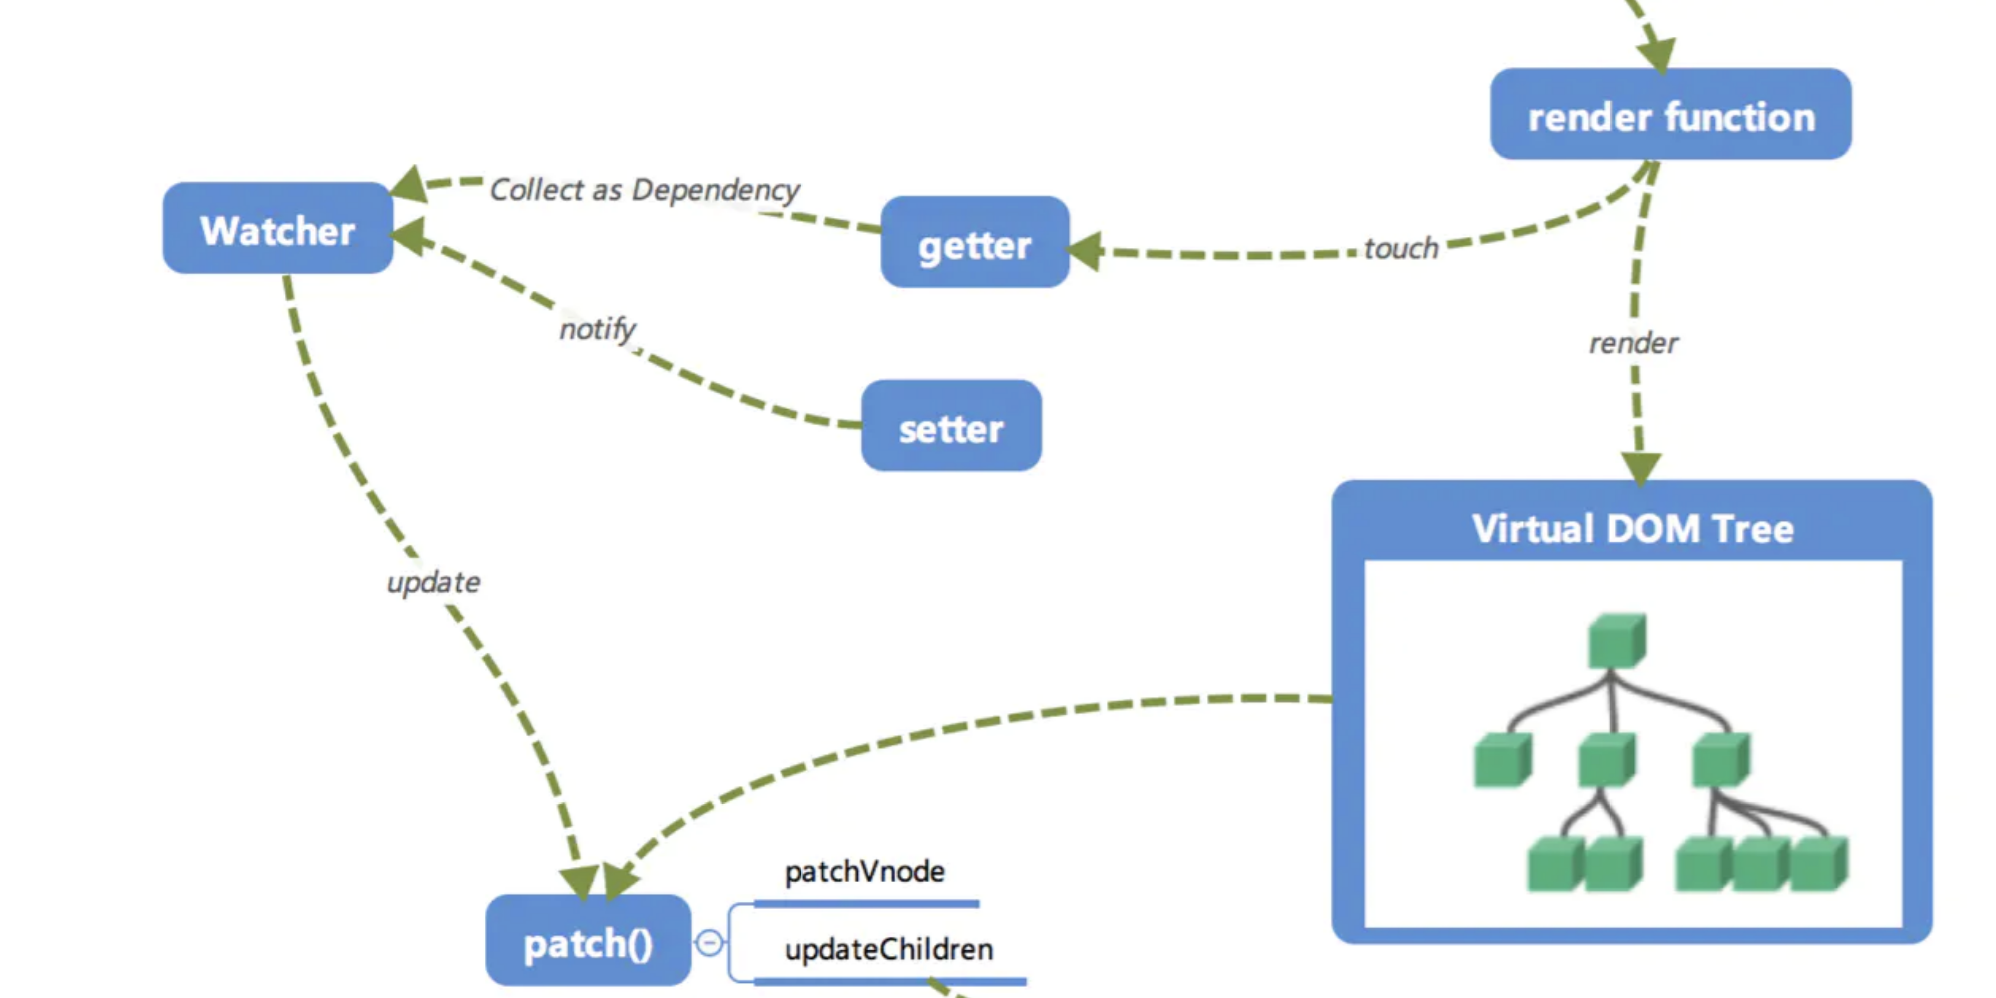 render function
Collect as Dependency
Watcher
getter
touch
notify
render
setter
Virtual DOM Tree
update
patchVnode
patch()
updateChildren